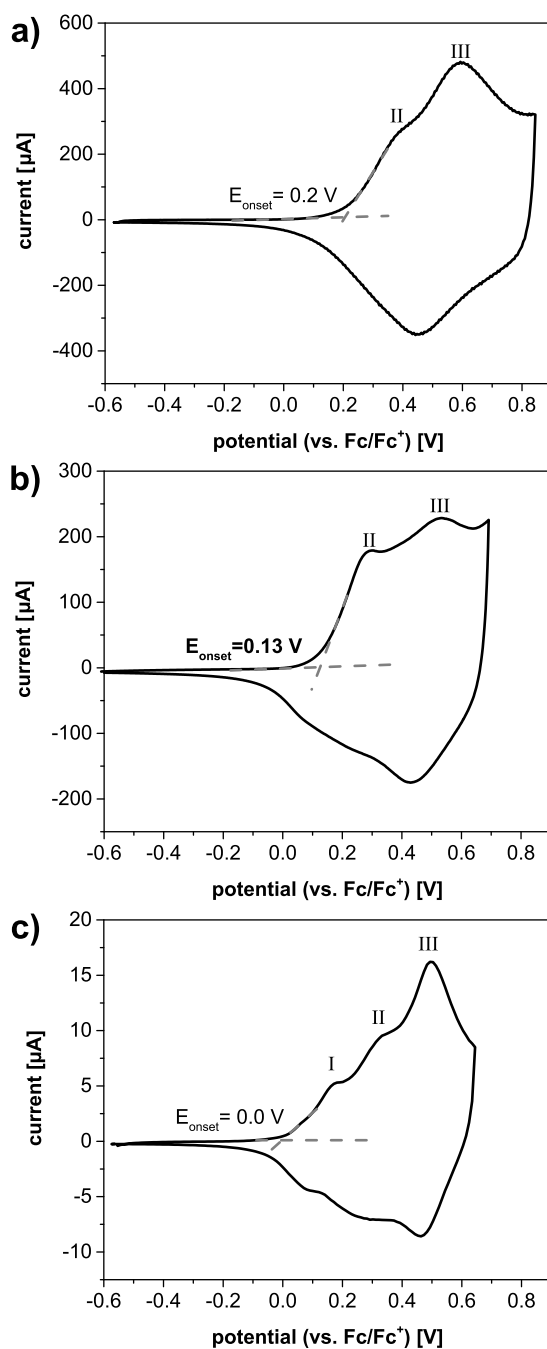 a)
600
400
200
0
-200
-400
current [µA]
II
III
E_onset= 0.2 V
-0.6 -0.4 -0.2 0.0 0.2 0.4 0.6 0.8
potential (vs. Fc/Fc⁺) [V]
b)
300
200
100
0
-100
-200
current [µA]
II
III
E_onset=0.13 V
-0.6 -0.4 -0.2 0.0 0.2 0.4 0.6 0.8
potential (vs. Fc/Fc⁺) [V]
c)
20
15
10
5
0
-5
-10
current [µA]
I
II
III
E_onset= 0.0 V
-0.6 -0.4 -0.2 0.0 0.2 0.4 0.6 0.8
potential (vs. Fc/Fc⁺) [V]